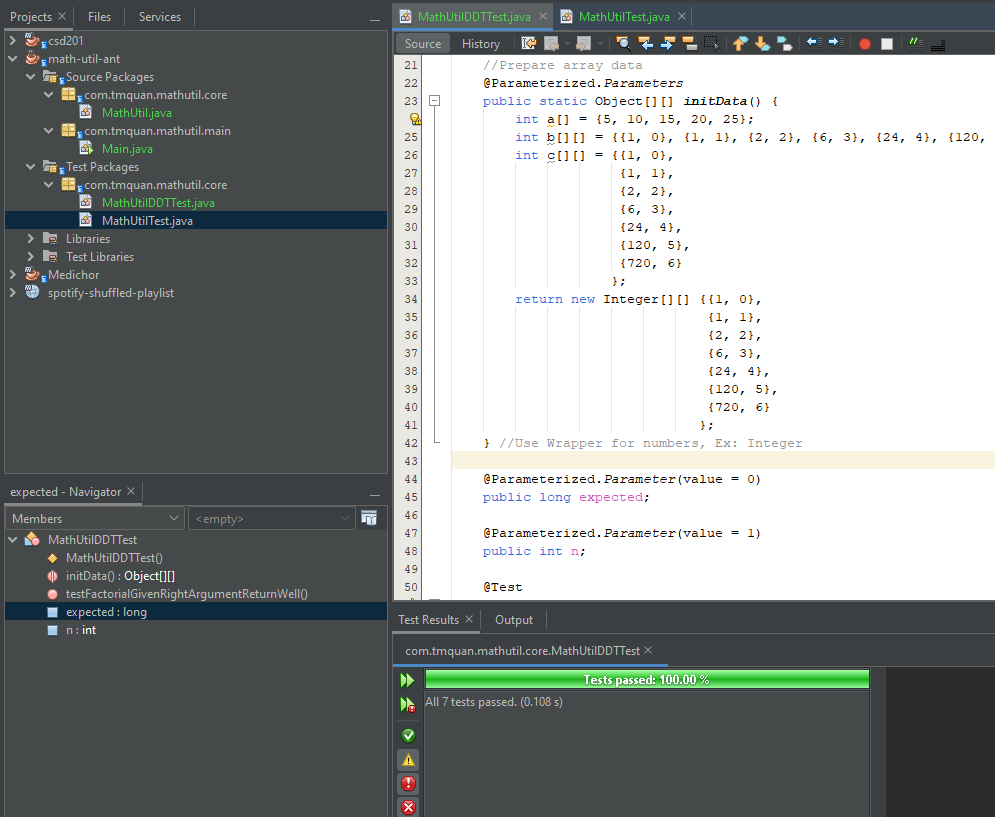 Projects Files Services
csd201
math-util-ant
Source Packages
com.tmquan.mathutil.core
MathUtil.java
com.tmquan.mathutil.main
Main.java
Test Packages
com.tmquan.mathutil.core
MathUtilDDTTest.java
MathUtilTest.java
Libraries
Test Libraries
Medichor
spotify-shuffled-playlist
expected - Navigator
Members <empty>
MathUtilDDTTest
MathUtilDDTTest()
initData() : Object[][]
testFactorialGivenRightArgumentReturnWell()
expected : long
n : int
MathUtilDDTTest.java MathUtilTest.java
Source History
21 //Prepare array data
22 @Parameterized.Parameters
23 public static Object[][] initData() {
int a[] = {5, 10, 15, 20, 25};
25 int b[][] = {{1, 0}, {1, 1}, {2, 2}, {6, 3}, {24, 4}, {120,
26 int c[][] = {{1, 0},
27 {1, 1},
28 {2, 2},
29 {6, 3},
30 {24, 4},
31 {120, 5},
32 {720, 6}
33 };
34 return new Integer[][] {{1, 0},
35 {1, 1},
36 {2, 2},
37 {6, 3},
38 {24, 4},
39 {120, 5},
40 {720, 6}
41 };
42 } //Use Wrapper for numbers, Ex: Integer
43
44 @Parameterized.Parameter(value = 0)
45 public long expected;
46
47 @Parameterized.Parameter(value = 1)
48 public int n;
49
50 @Test
Test Results Output
com.tmquan.mathutil.core.MathUtilDDTTest
Tests passed: 100.00 %
All 7 tests passed. (0.108 s)